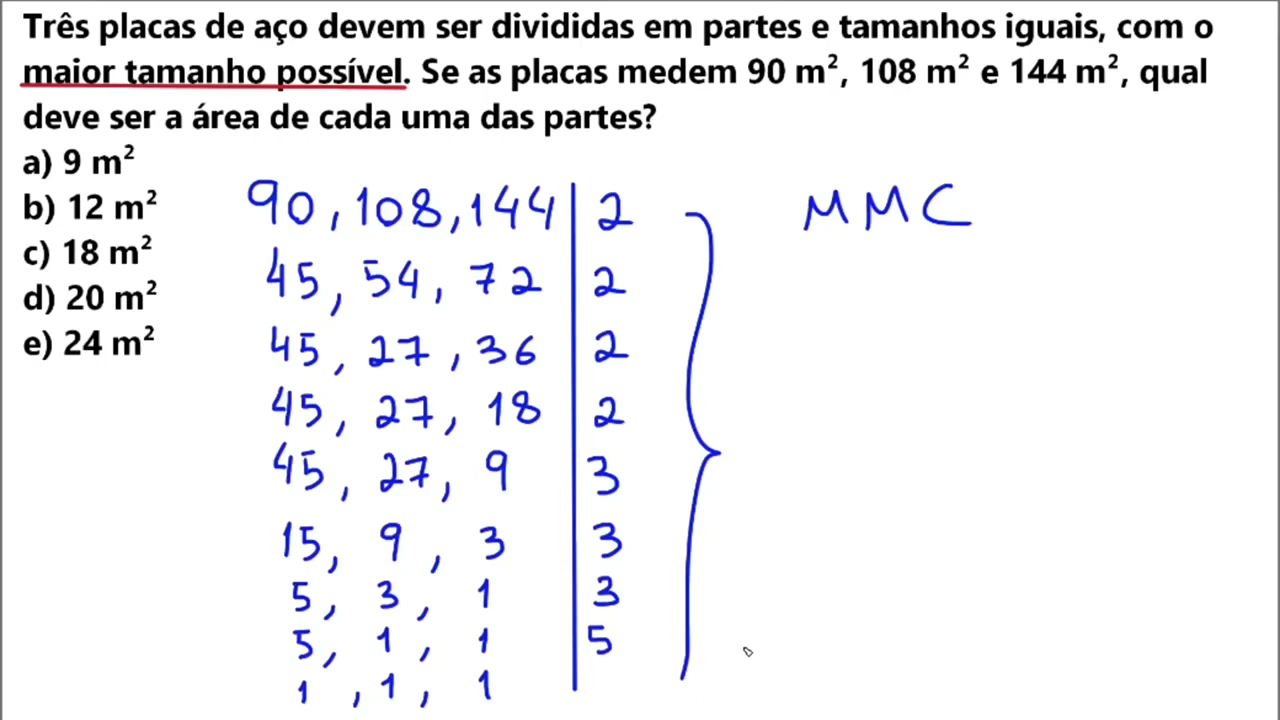 Três placas de aço devem ser divididas em partes e tamanhos iguais, com o
maior tamanho possível. Se as placas medem 90 m², 108 m² e 144 m², qual
deve ser a área de cada uma das partes?
a) 9 m²
b) 12 m²
c) 18 m²
d) 20 m²
e) 24 m²
90, 108, 144 | 2
MMC
45, 54, 72 | 2
45, 27, 36 | 2
45, 27, 18 | 2
45, 27, 9 | 3
15, 9, 3 | 3
5, 3, 1 | 3
5, 1, 1 | 5
1, 1, 1